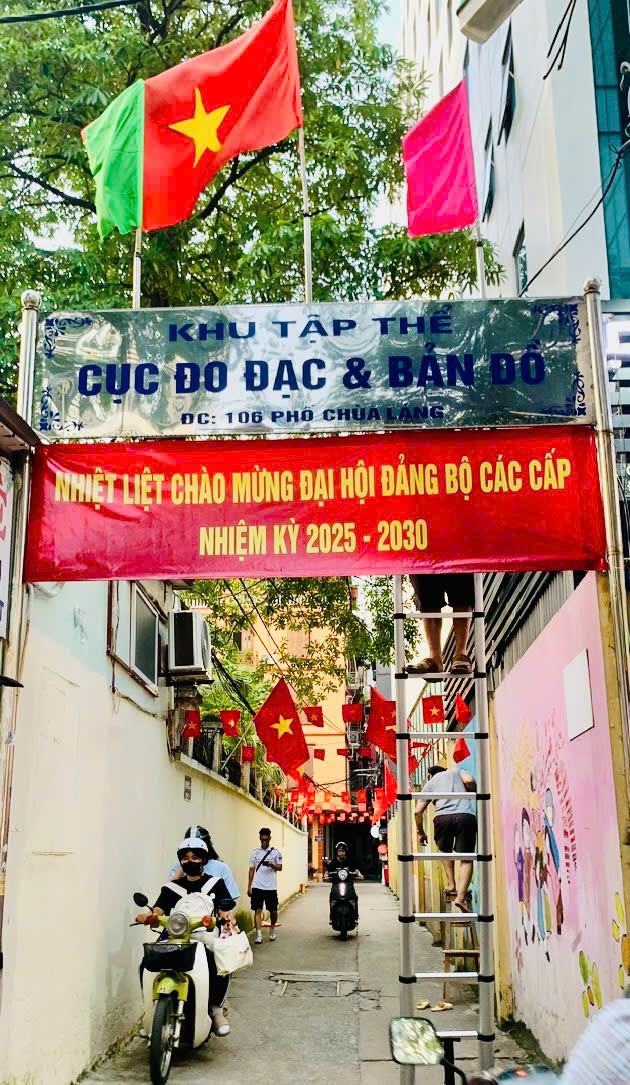 KHU TẬP THỂ
CỤC ĐO ĐẠC & BẢN ĐỒ
ĐC: 106 PHỐ CHÙA LÁNG
NHIỆT LIỆT CHÀO MỪNG ĐẠI HỘI ĐẢNG BỘ CÁC CẤP
NHIỆM KỲ 2025 - 2030